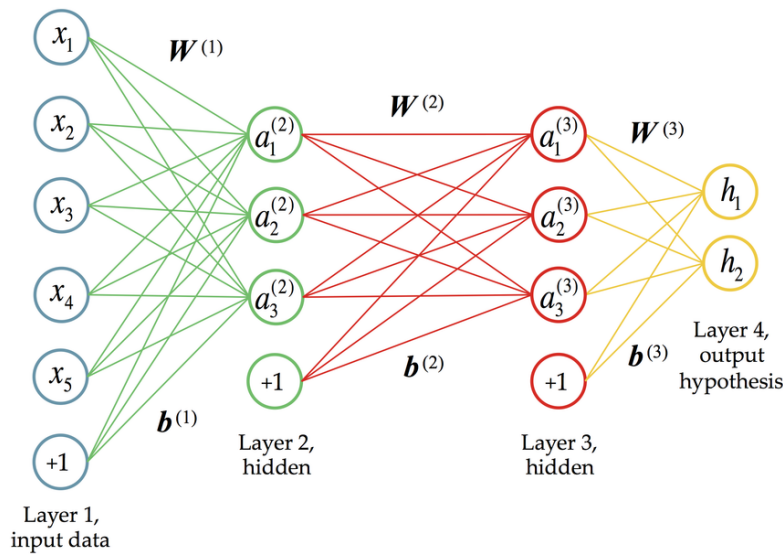 x₁
W⁽¹⁾
x₂
a₁⁽²⁾
W⁽²⁾
a₁⁽³⁾
W⁽³⁾
x₃
a₂⁽²⁾
a₂⁽³⁾
h₁
x₄
a₃⁽²⁾
a₃⁽³⁾
h₂
x₅
+1
b⁽¹⁾
+1
b⁽²⁾
+1
b⁽³⁾
Layer 1,
input data
Layer 2,
hidden
Layer 3,
hidden
Layer 4,
output
hypothesis